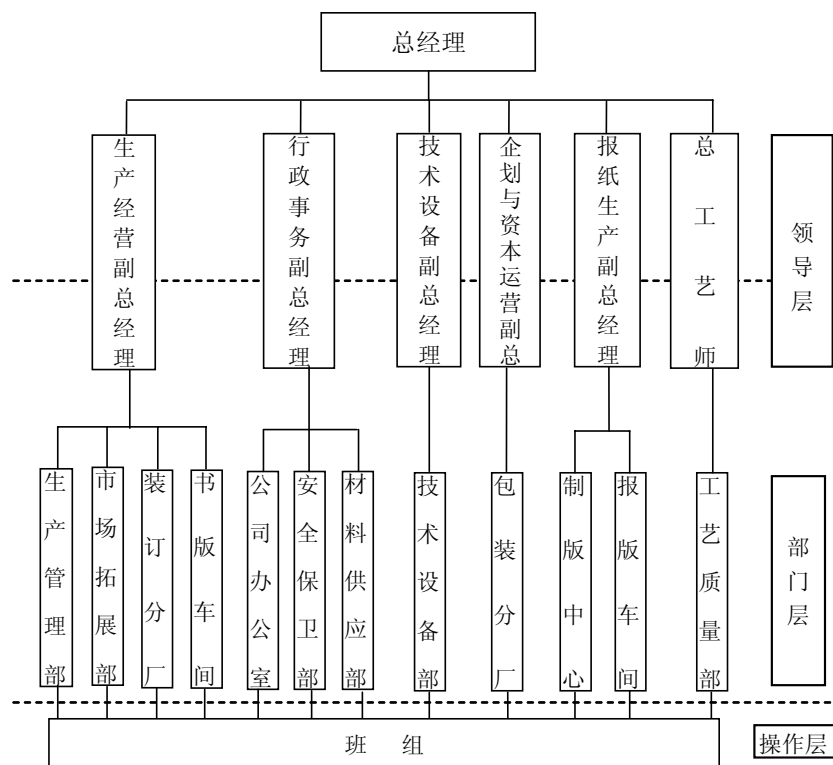 总经理
生产经营副总经理
行政事务副总经理
技术设备副总经理
企划与资本运营副总
报纸生产副总经理
总工艺师
领导层
生产管理部
市场拓展部
装订分厂
书版车间
公司办公室
安全保卫部
材料供应部
技术设备部
包装分厂
制版中心
报版车间
工艺质量部
部门层
班 组
操作层